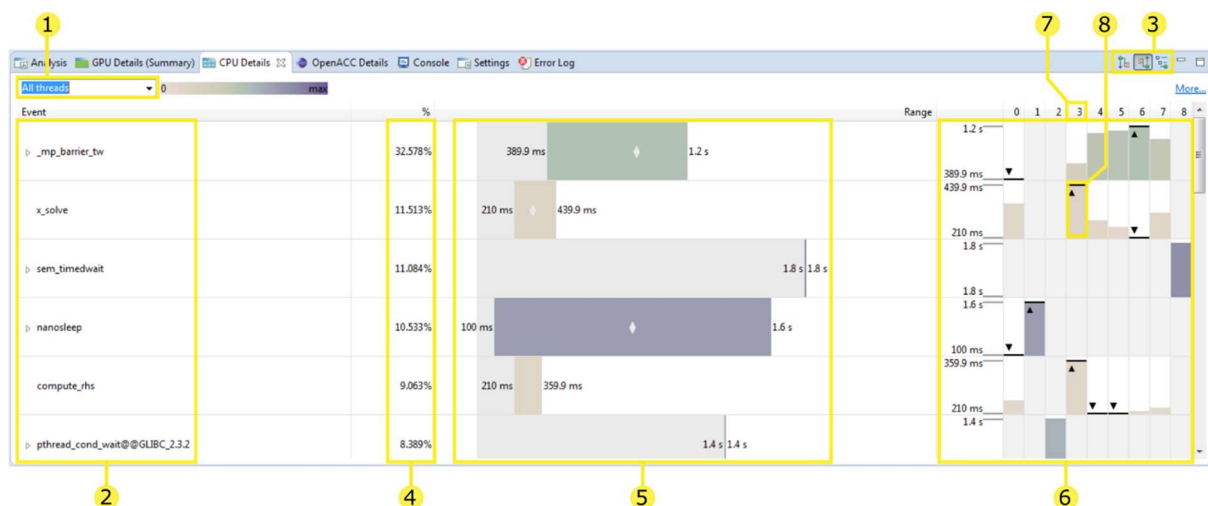 1 7 8 3
Analysis GPU Details (Summary) CPU Details OpenACC Details Console Settings Error Log
All threads 0 max More...
Event % Range 0 1 2 3 4 5 6 7 8
_mp_barrier_tw 32.578% 389.9 ms 1.2 s 1.2 s 389.9 ms
x_solve 11.513% 210 ms 439.9 ms 439.9 ms 210 ms
sem_timedwait 11.084% 1.8 s 1.8 s 1.8 s 1.8 s
nanosleep 10.533% 100 ms 1.6 s 1.6 s 100 ms
compute_rhs 9.063% 210 ms 359.9 ms 359.9 ms 210 ms
pthread_cond_wait@@GLIBC_2.3.2 8.389% 1.4 s 1.4 s 1.4 s
2 4 5 6